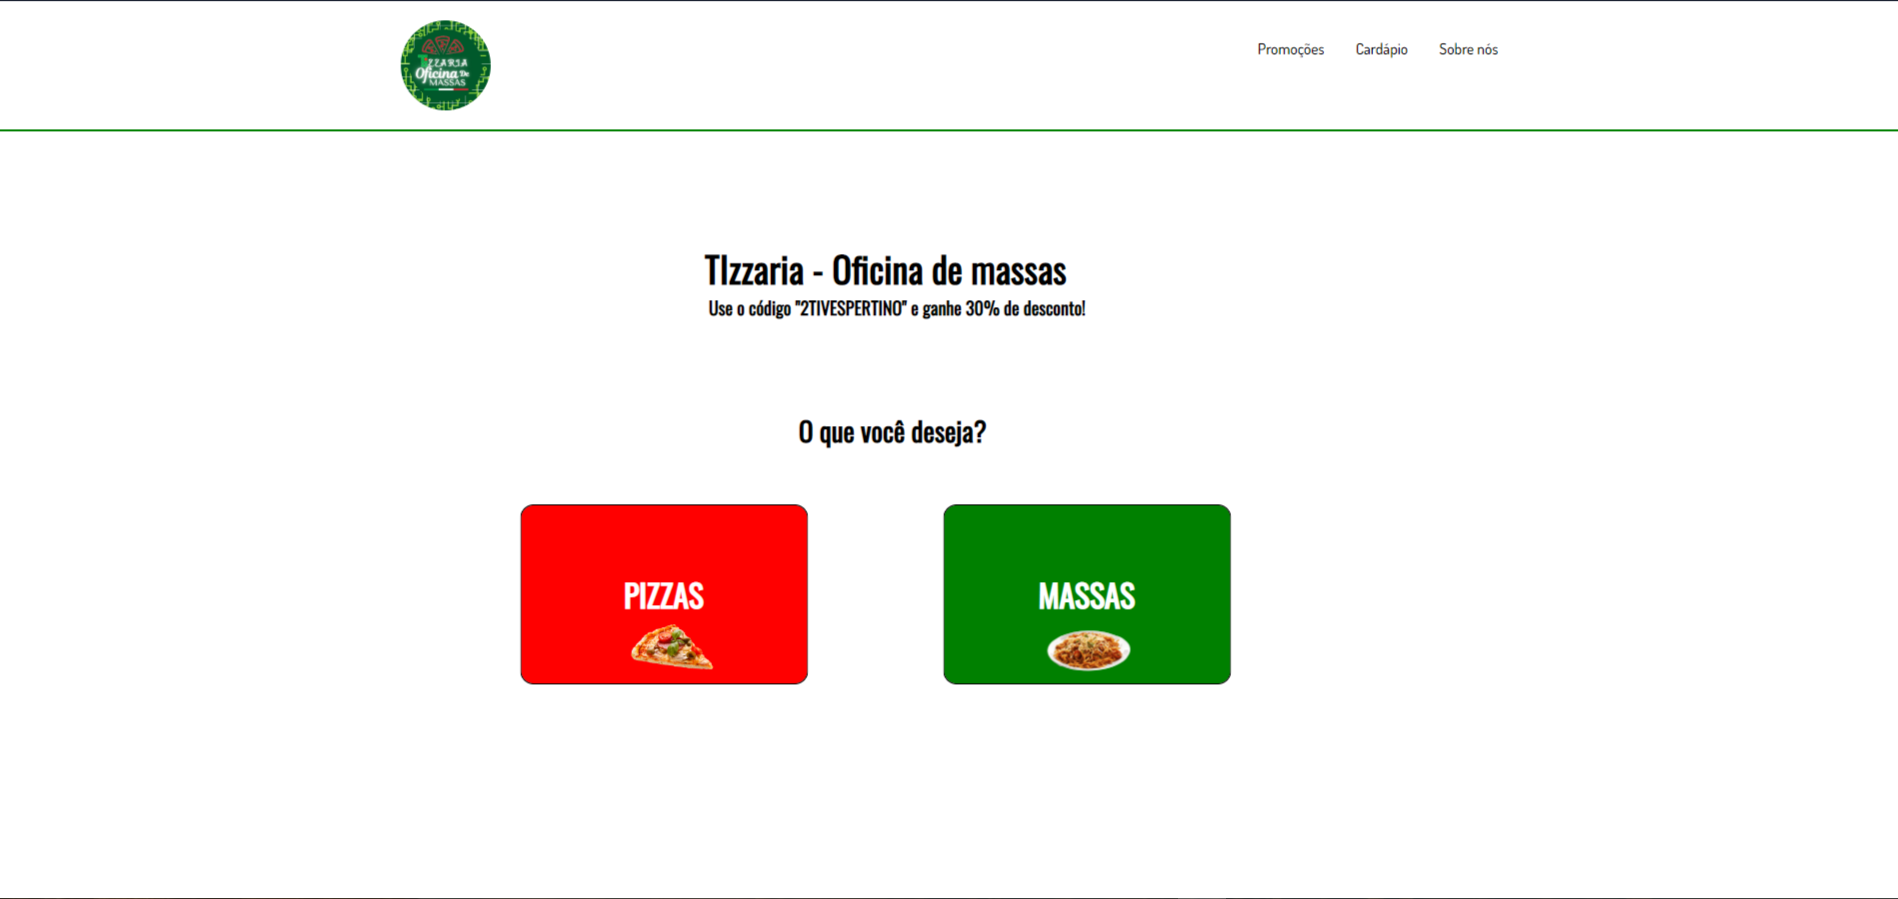 TIZZARIA
Oficina De
MASSAS
Promoções
Cardápio
Sobre nós
TIzzaria - Oficina de massas
Use o código "2TIVESPERTINO" e ganhe 30% de desconto!
O que você deseja?
PIZZAS
MASSAS